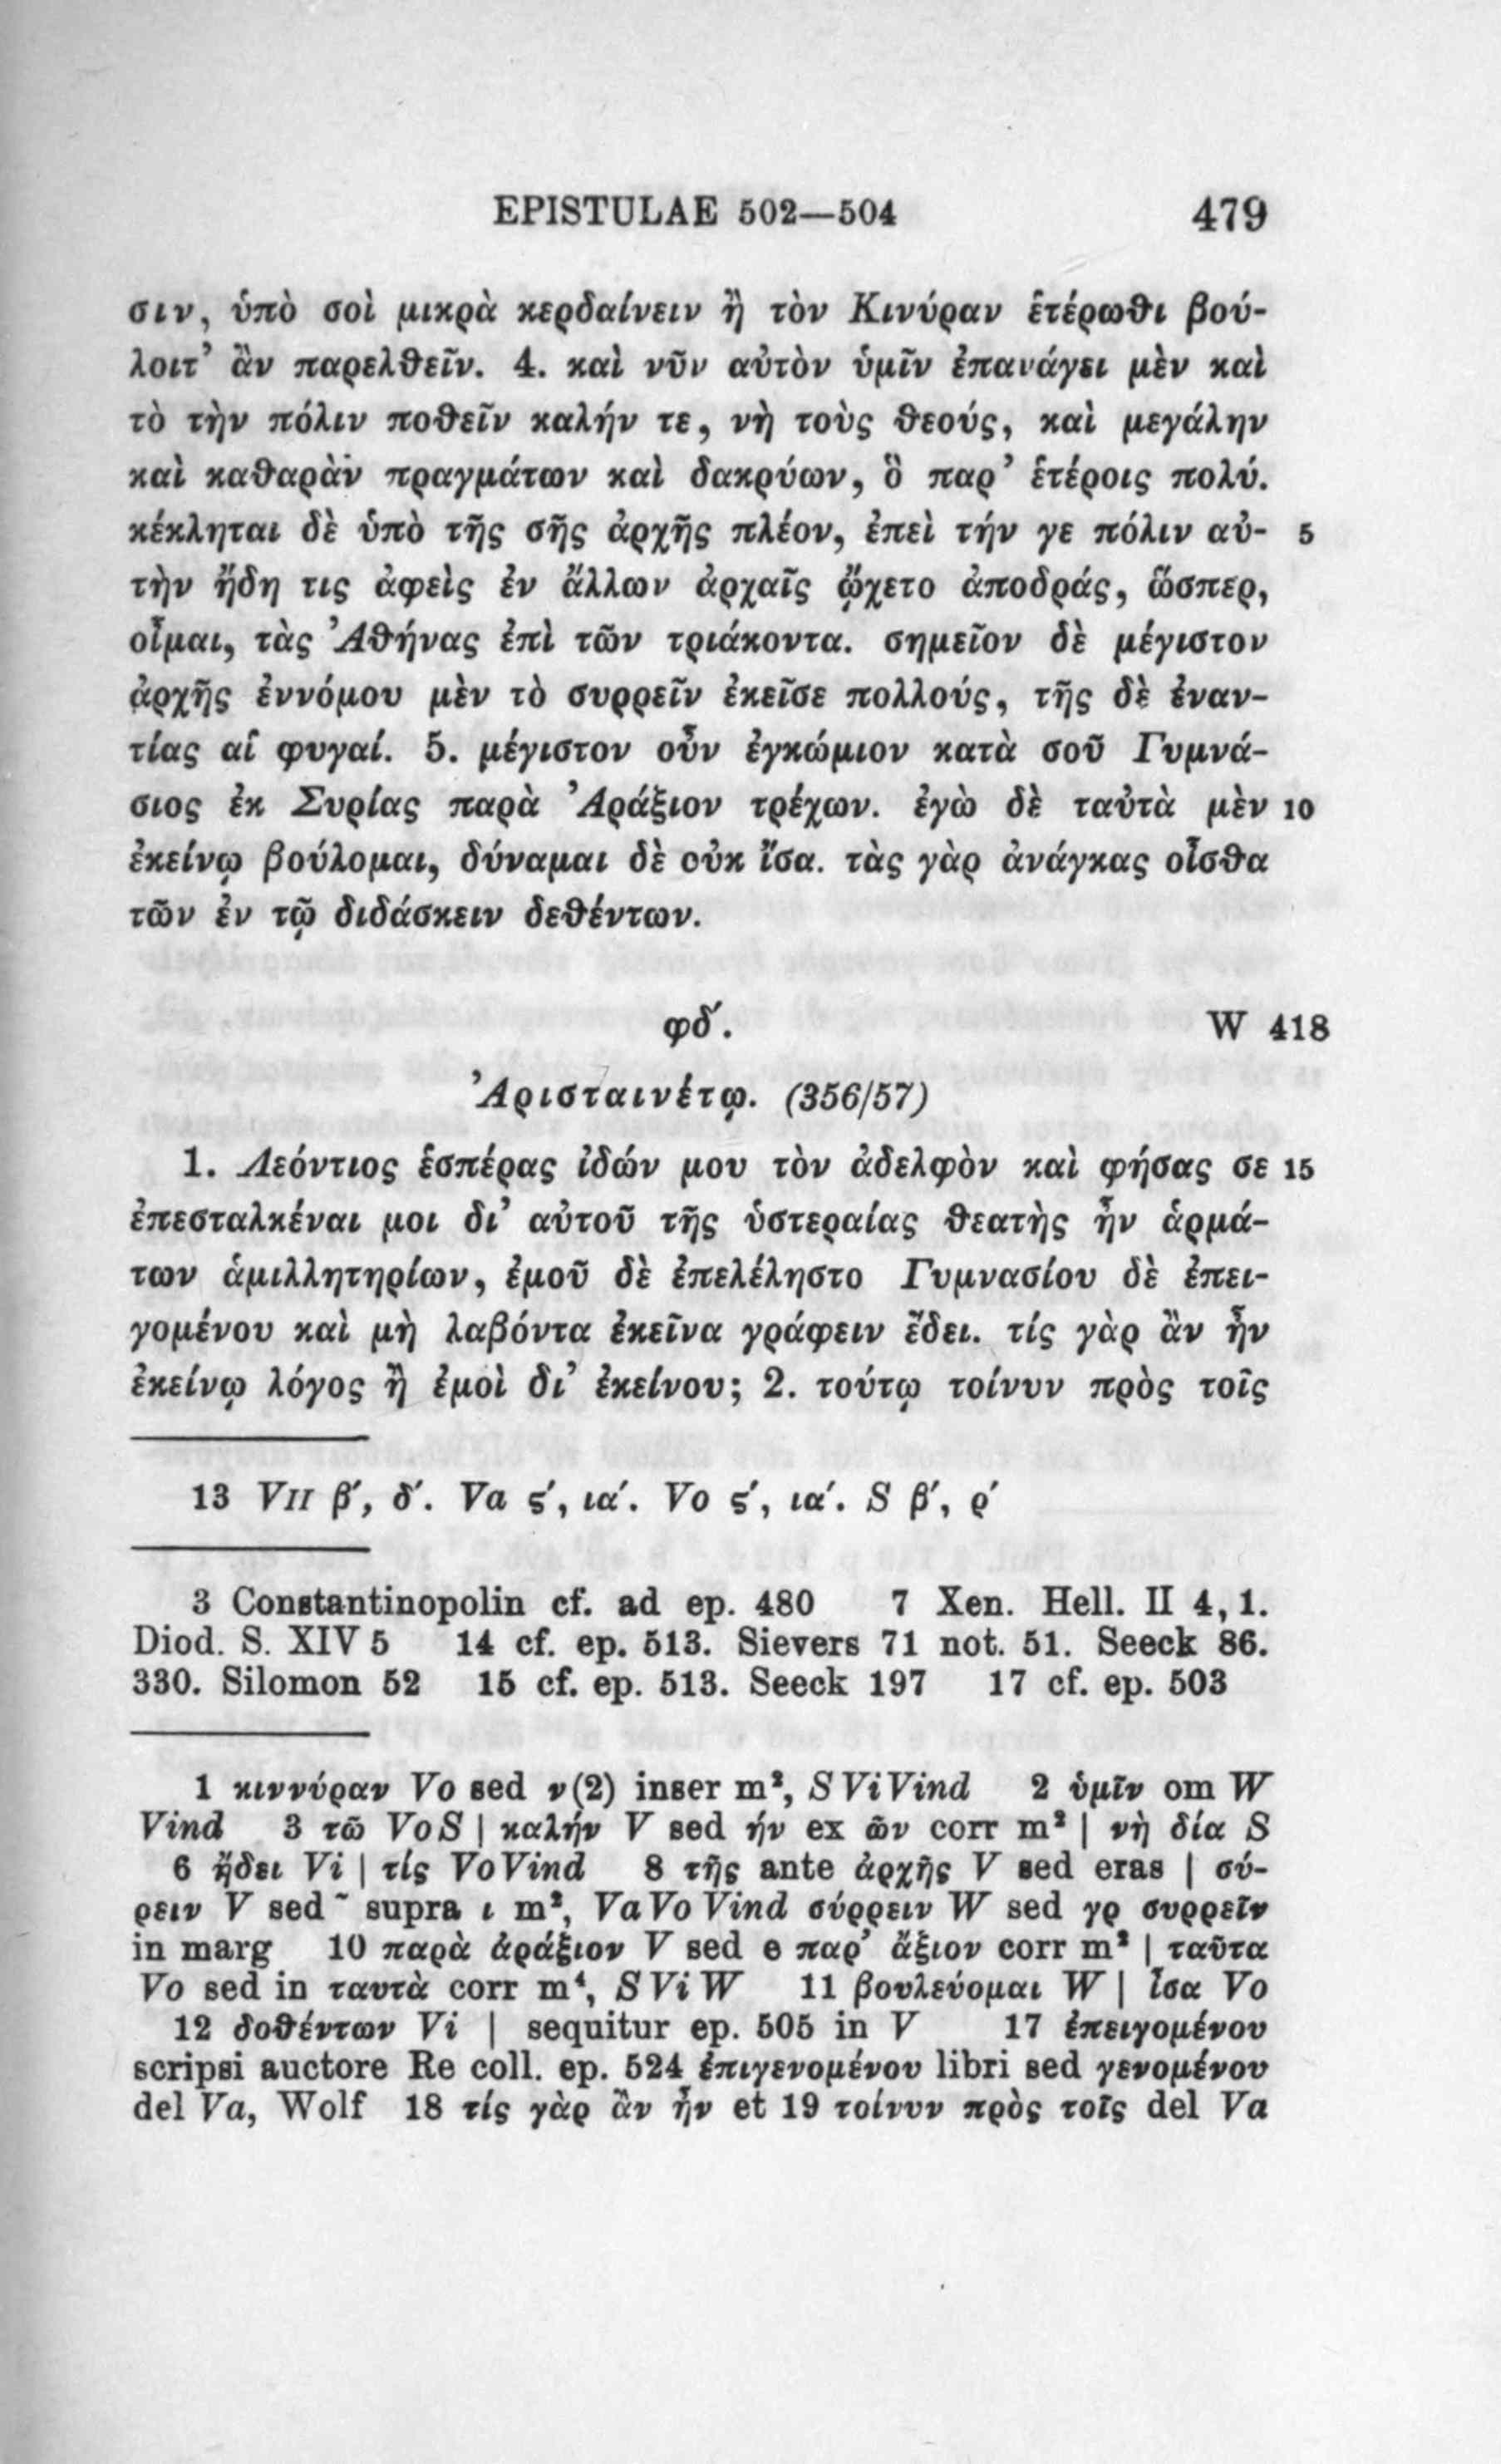 EPISTULAE 502—504 479
σιν, ὑπὸ σοὶ μικρὰ κερδαίνειν ἢ τὸν Κινύραν ἑτέρωθι βού-
λοιτ’ ἂν παρελθεῖν. 4. καὶ νῦν αὐτὸν ὑμῖν ἐπανάγει μὲν καὶ
τὸ τὴν πόλιν ποθεῖν καλήν τε, νὴ τοὺς θεούς, καὶ μεγάλην
καὶ καθαρὰν πραγμάτων καὶ δακρύων, ὃ παρ’ ἑτέροις πολύ.
κέκληται δὲ ὑπὸ τῆς σῆς ἀρχῆς πλέον, ἐπεὶ τήν γε πόλιν αὐ- 5
τὴν ἤδη τις ἀφεὶς ἐν ἄλλων ἀρχαῖς ᾤχετο ἀποδράς, ὥσπερ,
οἶμαι, τὰς Ἀθήνας ἐπὶ τῶν τριάκοντα. σημεῖον δὲ μέγιστον
ἀρχῆς ἐννόμου μὲν τὸ συρρεῖν ἐκεῖσε πολλούς, τῆς δὲ ἐναν-
τίας αἱ φυγαί. 5. μέγιστον οὖν ἐγκώμιον κατὰ σοῦ Γυμνά-
σιος ἐκ Συρίας παρὰ Ἀράξιον τρέχων. ἐγὼ δὲ ταὐτὰ μὲν 10
ἐκείνῳ βούλομαι, δύναμαι δὲ οὐκ ἴσα. τὰς γὰρ ἀνάγκας οἶσθα
τῶν ἐν τῷ διδάσκειν δεθέντων.
φδ΄. W 418
Ἀρισταινέτῳ. (356/57)
1. Λεόντιος ἑσπέρας ἰδών μου τὸν ἀδελφὸν καὶ φήσας σε 15
ἐπεσταλκέναι μοι δι’ αὐτοῦ τῆς ὑστεραίας θεατὴς ἦν ἁρμά-
των ἁμιλλητηρίων, ἐμοῦ δὲ ἐπελέληστο Γυμνασίου δὲ ἐπει-
γομένου καὶ μὴ λαβόντα ἐκεῖνα γράφειν ἔδει. τίς γὰρ ἂν ἦν
ἐκείνῳ λόγος ἢ ἐμοὶ δι’ ἐκείνου; 2. τούτῳ τοίνυν πρὸς τοῖς
13 VII β΄, δ΄. Va ϛ΄, ια΄. Vo ϛ΄, ια΄. S β΄, ρ΄
3 Constantinopolin cf. ad ep. 480 7 Xen. Hell. II 4, 1.
Diod. S. XIV 5 14 cf. ep. 513. Sievers 71 not. 51. Seeck 86.
330. Silomon 52 15 cf. ep. 513. Seeck 197 17 cf. ep. 503
1 κιννύραν Vo sed ν(2) inser m², S Vi Vind 2 ὑμῖν om W
Vind 3 τῶ Vo S | καλήν V sed ήν ex ῶν corr m² | νὴ δία S
6 ᾔδει Vi | τίς Vo Vind 8 τῆς ante ἀρχῆς V sed eras | σύ-
ρειν V sed ῀ supra ι m², Va Vo Vind σύρρειν W sed γρ συρρεῖν
in marg 10 παρὰ ἀράξιον V sed e παρ’ ἄξιον corr m² | ταῦτα
Vo sed in ταυτὰ corr m⁴, S Vi W 11 βουλεύομαι W | ἶσα Vo
12 δοθέντων Vi | sequitur ep. 505 in V 17 ἐπειγομένου
scripsi auctore Re coll. ep. 524 ἐπιγενομένου libri sed γενομένου
del Va, Wolf 18 τίς γὰρ ἂν ἦν et 19 τοίνυν πρὸς τοῖς del Va